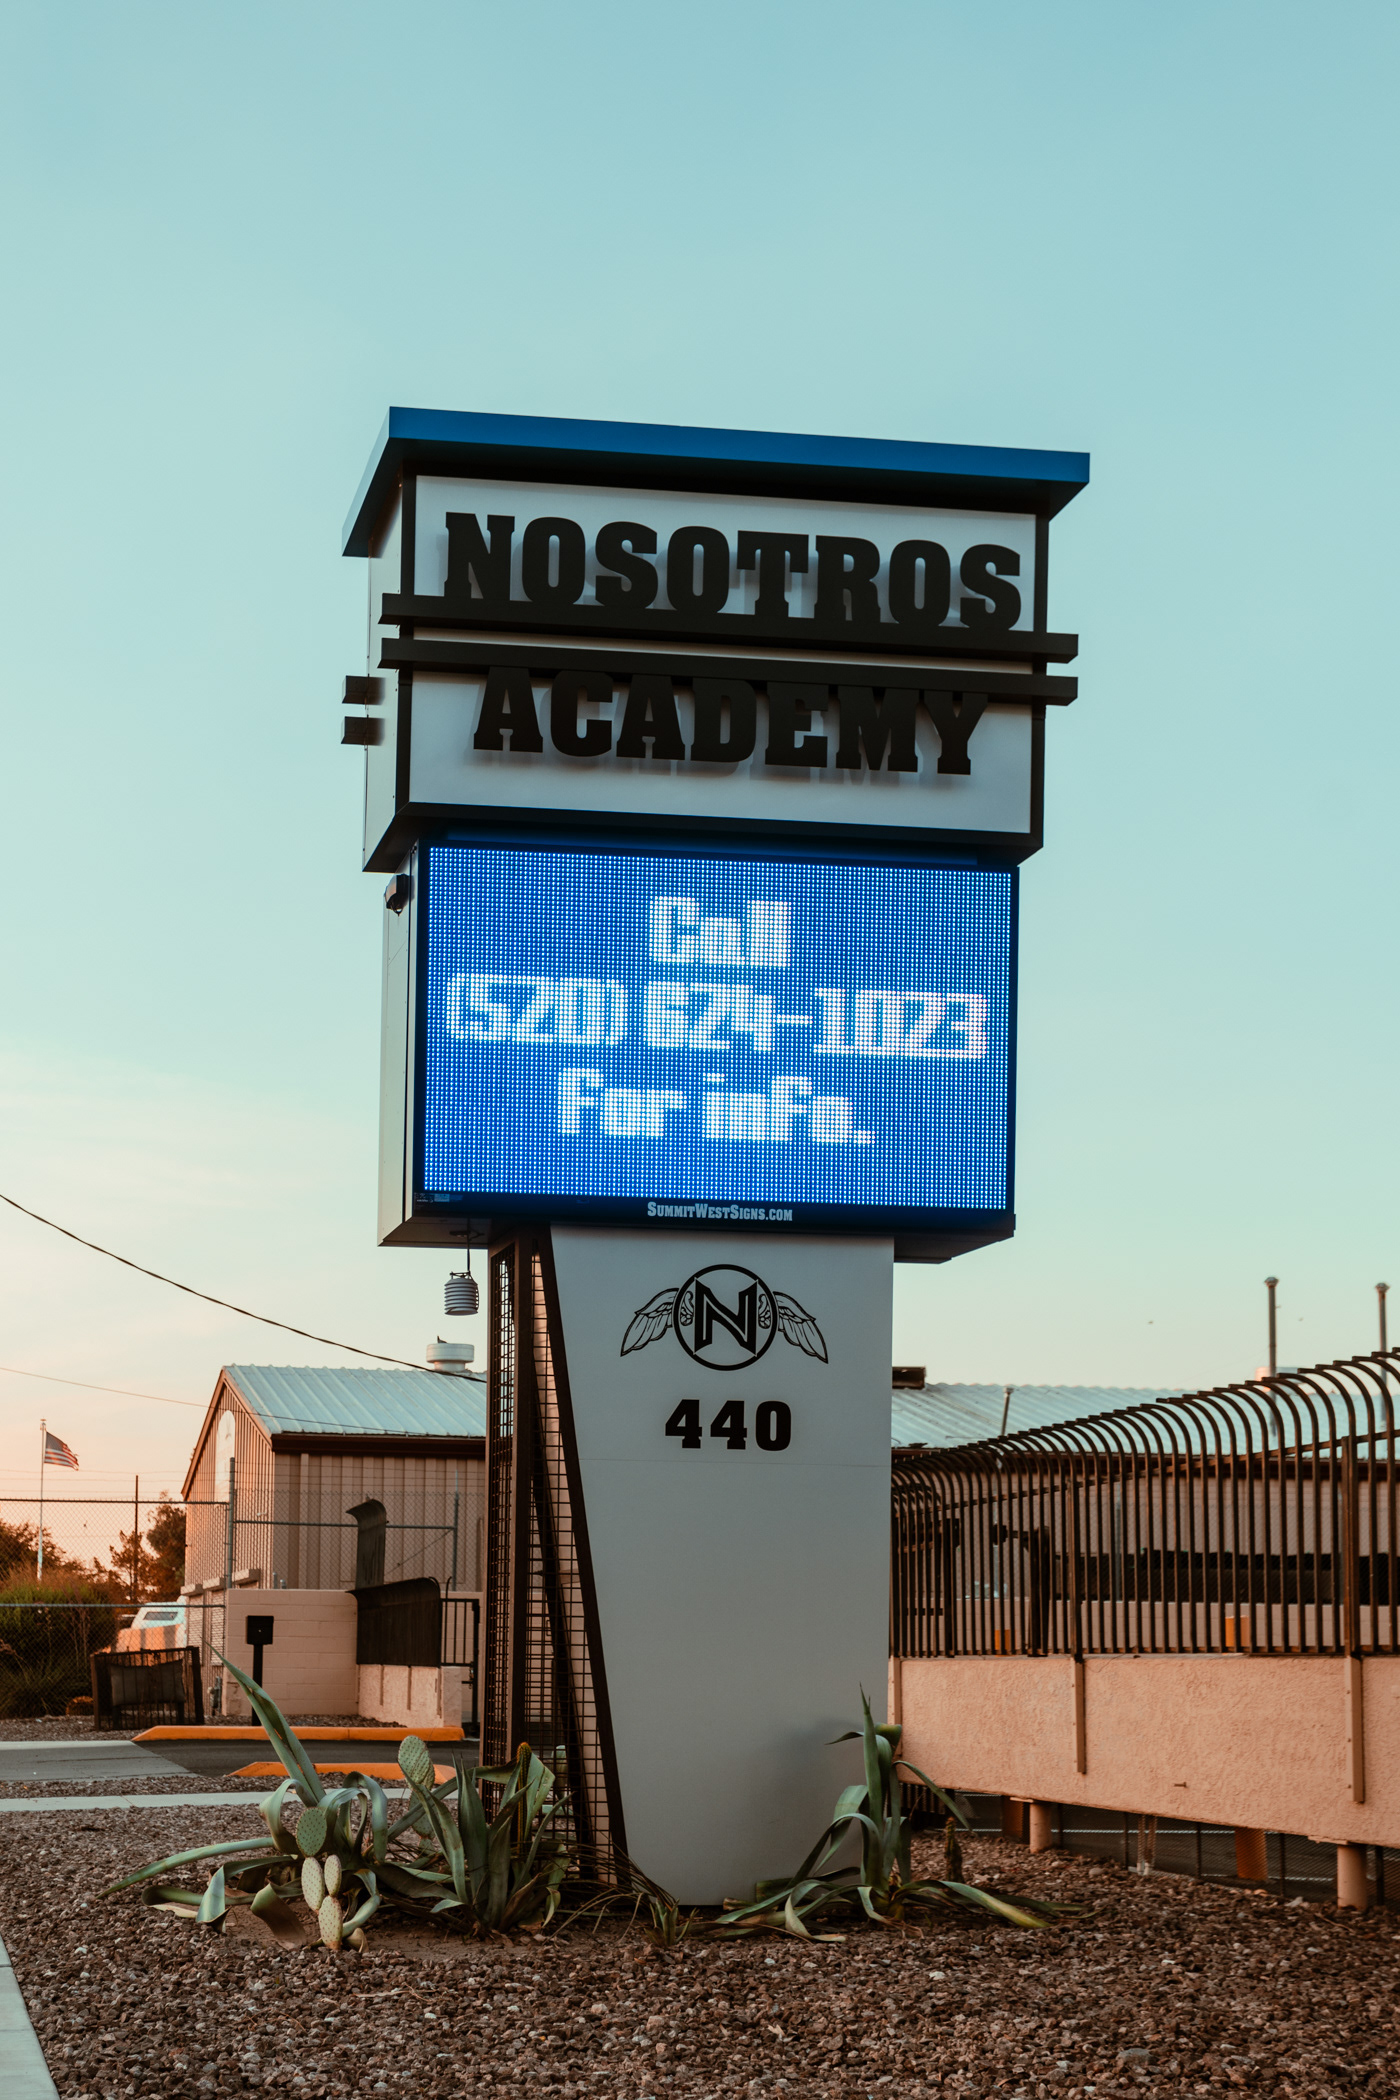 NOSOTROS
ACADEMY
Call
(520) 624-1023
For info.
SUMMITWESTSIGNS.COM
N
440